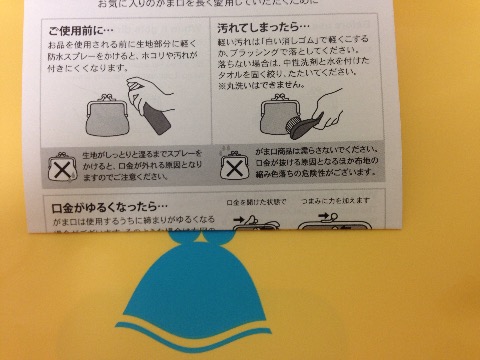 お気に入りのがま口を長く愛用していただくために
ご使用前に…
お品を使用される前に生地部分に軽く
防水スプレーをかけると、ホコリや汚れが
付きにくくなります。
汚れてしまったら…
軽い汚れは「白い消しゴム」で軽くこする
か、ブラッシングで落としてください。
落ちない場合は、中性洗剤と水を付けた
タオルを固く絞り、たたいてください。
※丸洗いはできません。
生地がしっとりと湿るまでスプレーを
かけると、口金が外れる原因となり
ますのでご注意ください。
がま口商品は濡らさないでください。
口金が抜ける原因となるほか布地の
縮み色落ちの危険性がございます。
口金がゆるくなったら…
がま口は使用するうちに締まりがゆるくなる
口金を開けた状態で
つまみに力を加えます